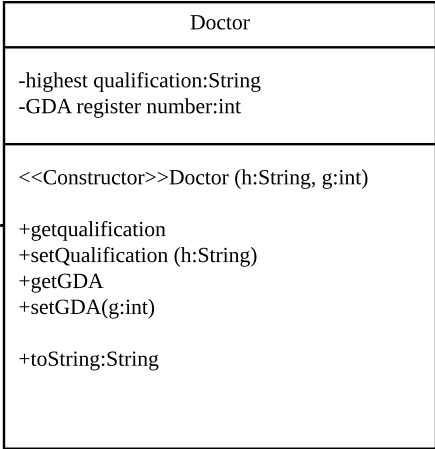 Doctor
-highest qualification:String
-GDA register number:int
<<Constructor>>Doctor (h:String, g:int)
+getqualification
+setQualification (h:String)
+getGDA
+setGDA(g:int)
+toString:String